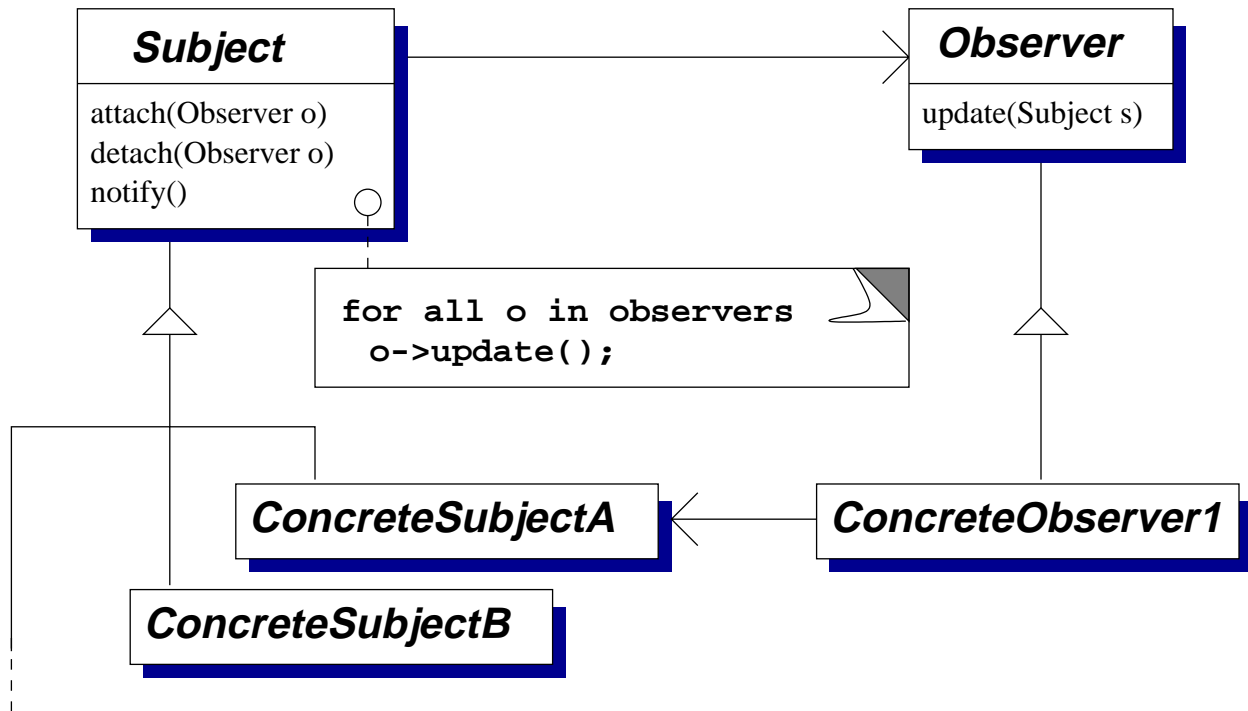 Subject
attach(Observer o)
detach(Observer o)
notify()
Observer
update(Subject s)
for all o in observers
o->update();
ConcreteSubjectA
ConcreteObserver1
ConcreteSubjectB